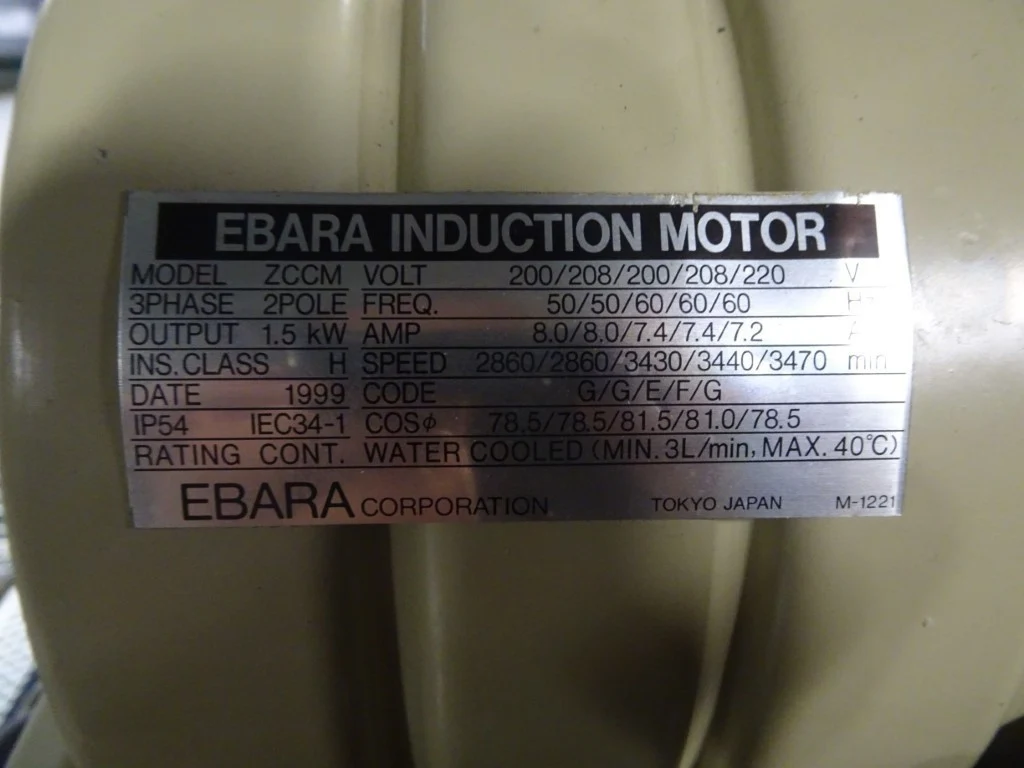 EBARA INDUCTION MOTOR
MODEL ZCCM VOLT 200/208/200/208/220 V
3PHASE 2POLE FREQ. 50/50/60/60/60 Hz
OUTPUT 1.5 kW AMP 8.0/8.0/7.4/7.4/7.2 A
INS.CLASS H SPEED 2860/2860/3430/3440/3470 min
DATE 1999 CODE G/G/E/F/G
IP54 IEC34-1 COSφ 78.5/78.5/81.5/81.0/78.5
RATING CONT. WATER COOLED (MIN. 3L/min, MAX. 40℃)
EBARA CORPORATION TOKYO JAPAN M-1221